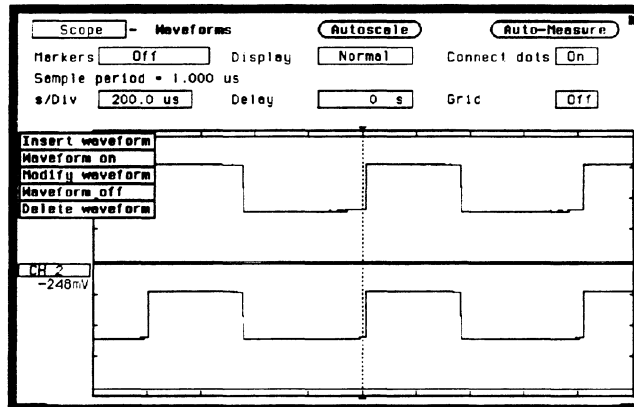 Scope - Waveforms Autoscale Auto-Measure
Markers Off Display Normal Connect dots On
Sample period = 1.000 us
s/Div 200.0 us Delay 0 s Grid Off
Insert waveform
Waveform on
Modify waveform
Waveform off
Delete waveform
CH 2
-248mV